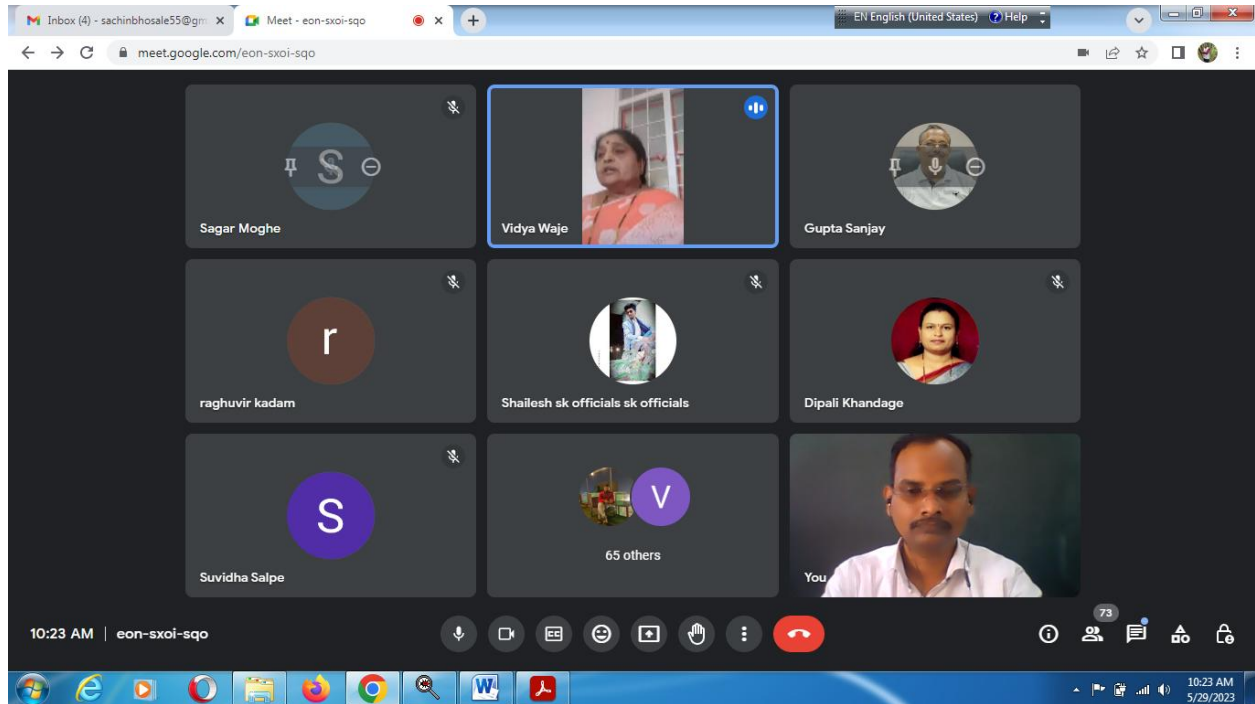 Inbox (4) - sachinbhosale55@gm
Meet - eon-sxoi-sqo
EN English (United States) Help
meet.google.com/eon-sxoi-sqo
S
Sagar Moghe
Vidya Waje
Gupta Sanjay
r
raghuvir kadam
Shailesh sk officials sk officials
Dipali Khandage
S
Suvidha Salpe
V
65 others
You
10:23 AM | eon-sxoi-sqo
CC
73
10:23 AM
5/29/2023